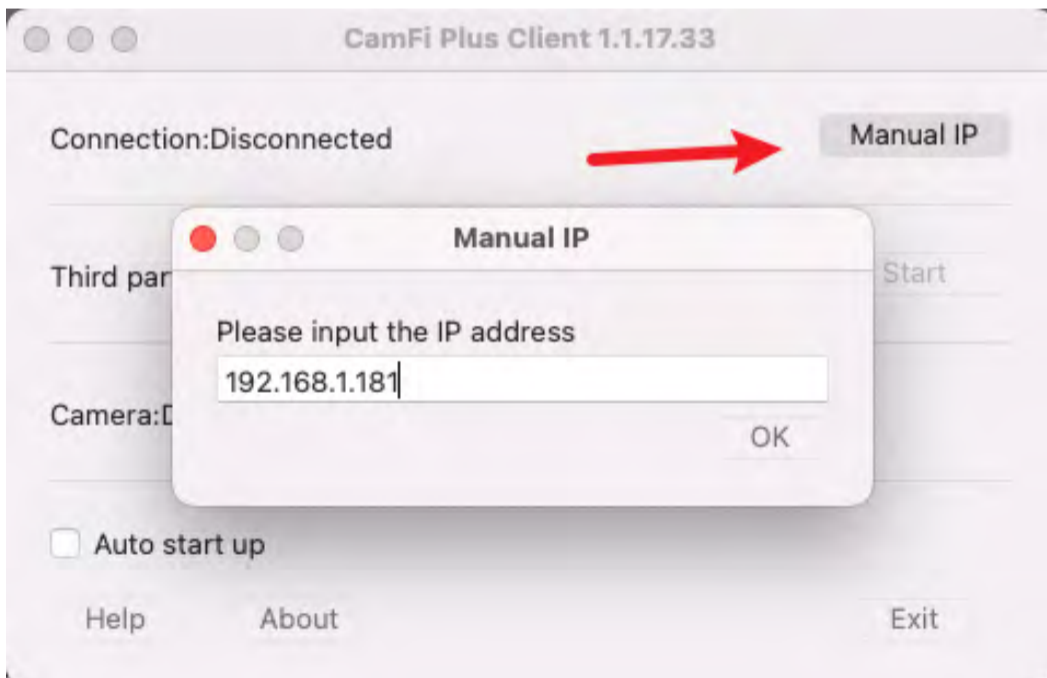 CamFi Plus Client 1.1.17.33
Connection:Disconnected
Manual IP
Manual IP
Third par
Start
Please input the IP address
192.168.1.181
Camera:D
OK
Auto start up
Help
About
Exit